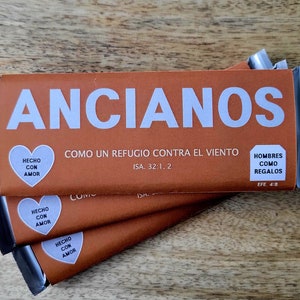 ANCIANOS
COMO UN REFUGIO CONTRA EL VIENTO
ISA. 32:1, 2
HECHO
CON
AMOR
HOMBRES
COMO
REGALOS
EFE. 4:8
COMO
HECHO
CON
AMOR
HECHO
CON
AMOR